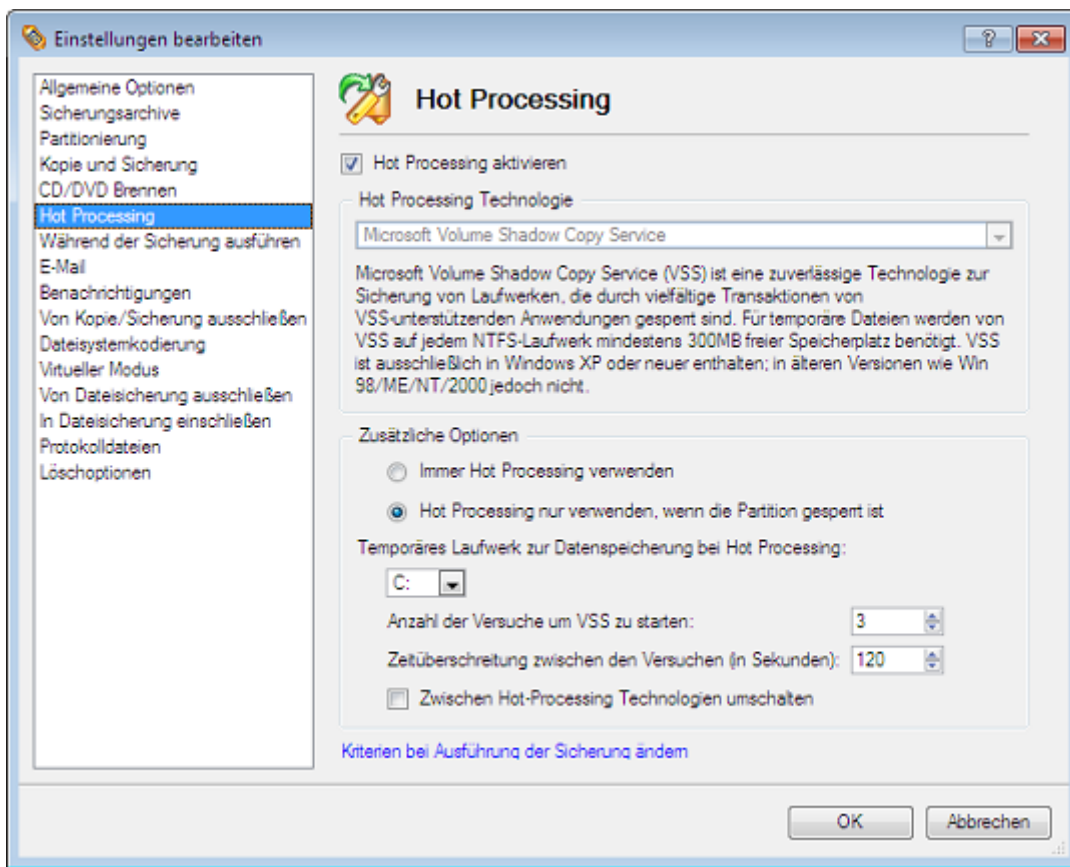 Einstellungen bearbeiten
Allgemeine Optionen
Sicherungsarchive
Partitionierung
Kopie und Sicherung
CD/DVD Brennen
Hot Processing
Während der Sicherung ausführen
E-Mail
Benachrichtigungen
Von Kopie/Sicherung ausschließen
Dateisystemkodierung
Virtueller Modus
Von Dateisicherung ausschließen
In Dateisicherung einschließen
Protokolldateien
Löschoptionen
Hot Processing
Hot Processing aktivieren
Hot Processing Technologie
Microsoft Volume Shadow Copy Service
Microsoft Volume Shadow Copy Service (VSS) ist eine zuverlässige Technologie zur
Sicherung von Laufwerken, die durch vielfältige Transaktionen von
VSS-unterstützenden Anwendungen gesperrt sind. Für temporäre Dateien werden von
VSS auf jedem NTFS-Laufwerk mindestens 300MB freier Speicherplatz benötigt. VSS
ist ausschließlich in Windows XP oder neuer enthalten; in älteren Versionen wie Win
98/ME/NT/2000 jedoch nicht.
Zusätzliche Optionen
Immer Hot Processing verwenden
Hot Processing nur verwenden, wenn die Partition gesperrt ist
Temporäres Laufwerk zur Datenspeicherung bei Hot Processing:
C:
Anzahl der Versuche um VSS zu starten: 3
Zeitüberschreitung zwischen den Versuchen (in Sekunden): 120
Zwischen Hot-Processing Technologien umschalten
Kriterien bei Ausführung der Sicherung ändern
OK Abbrechen